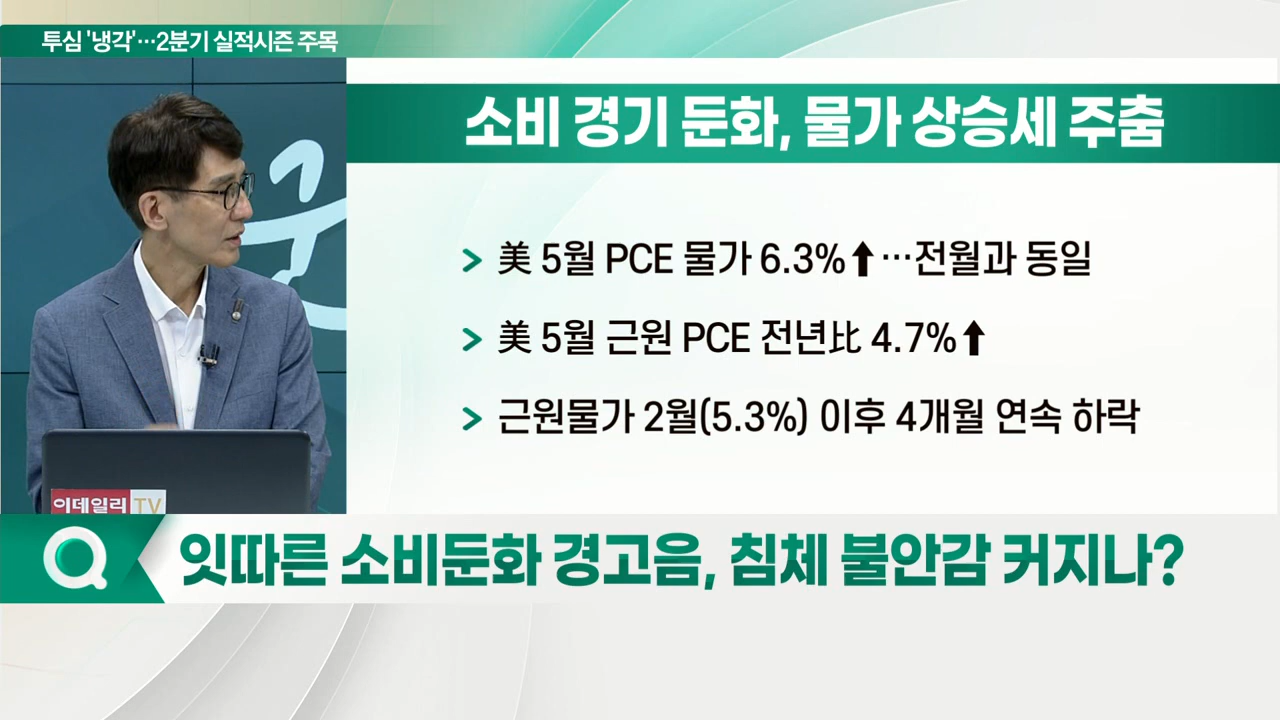 투심 '냉각'…2분기 실적시즌 주목
소비 경기 둔화, 물가 상승세 주춤
> 美 5월 PCE 물가 6.3%⬆…전월과 동일
> 美 5월 근원 PCE 전년比 4.7%⬆
> 근원물가 2월(5.3%) 이후 4개월 연속 하락
이데일리 TV
Q 잇따른 소비둔화 경고음, 침체 불안감 커지나?